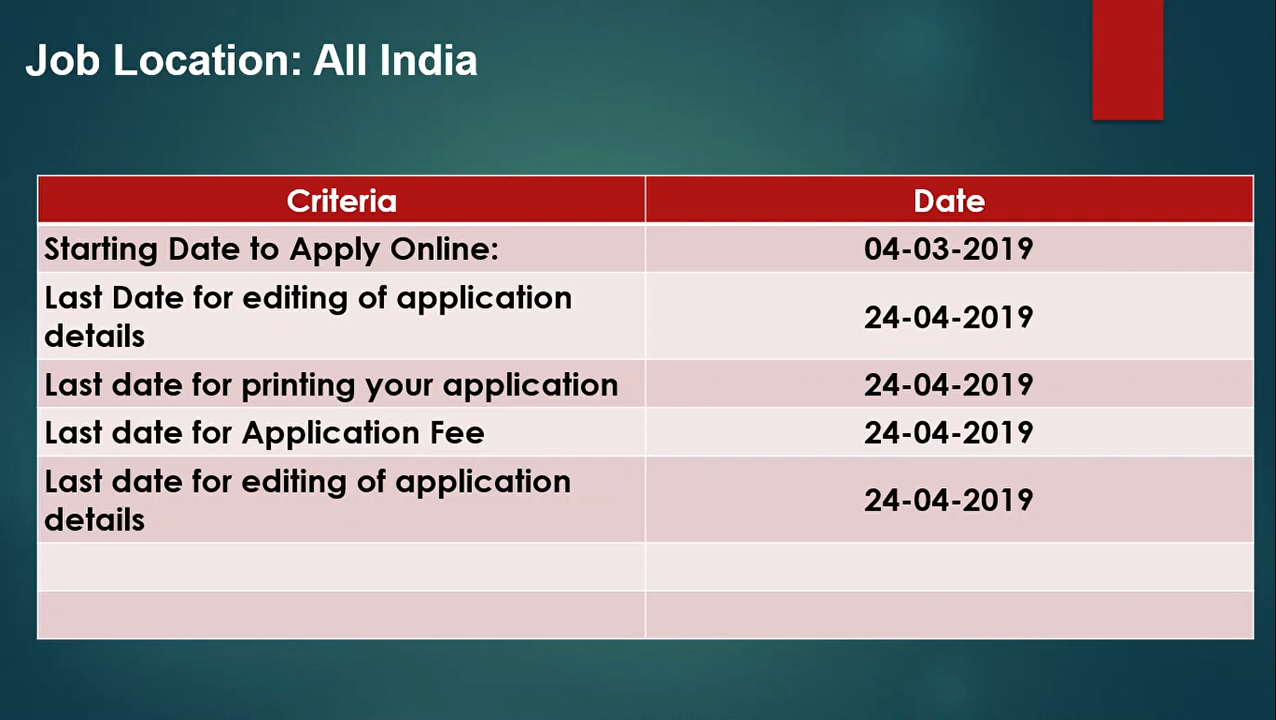 Job Location: All India
Criteria
Date
Starting Date to Apply Online:
04-03-2019
Last Date for editing of application
details
24-04-2019
Last date for printing your application
24-04-2019
Last date for Application Fee
24-04-2019
Last date for editing of application
details
24-04-2019